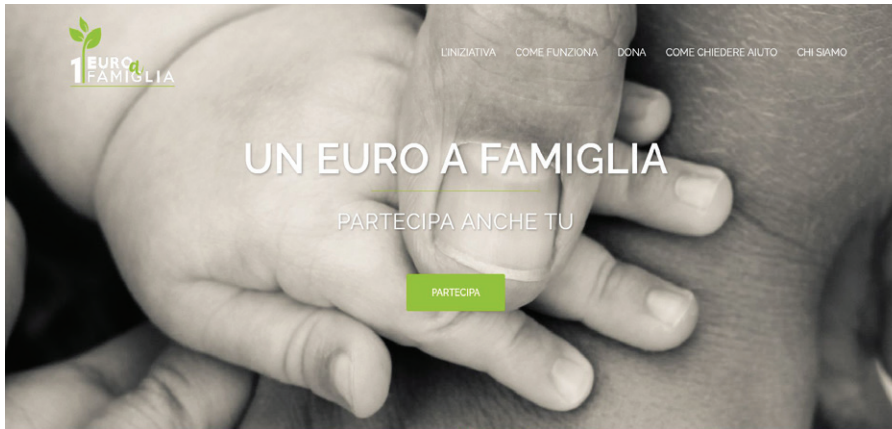 1 EURO a
FAMIGLIA
L'INIZIATIVA COME FUNZIONA DONA COME CHIEDERE AIUTO CHI SIAMO
UN EURO A FAMIGLIA
PARTECIPA ANCHE TU
PARTECIPA